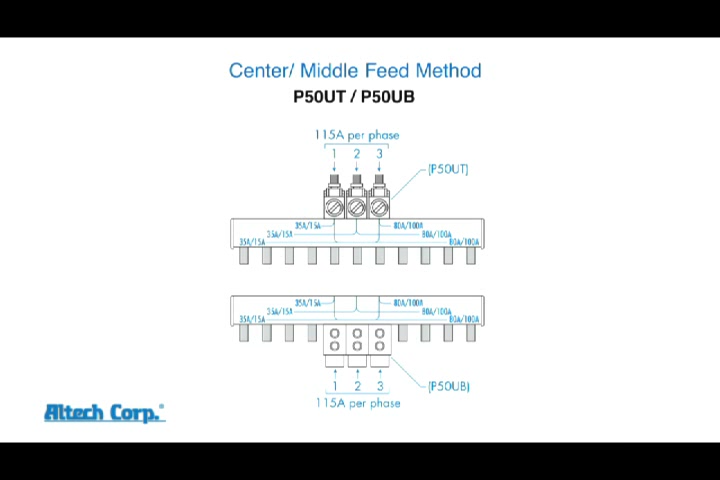 Center/ Middle Feed Method
P50UT / P50UB
115A per phase
1 2 3
(P50UT)
35A/15A 80A/100A
35A/15A 80A/100A
35A/15A 80A/100A
35A/15A 80A/100A
35A/15A 80A/100A
35A/15A 80A/100A
1 2 3
(P50UB)
115A per phase
Altech Corp.®